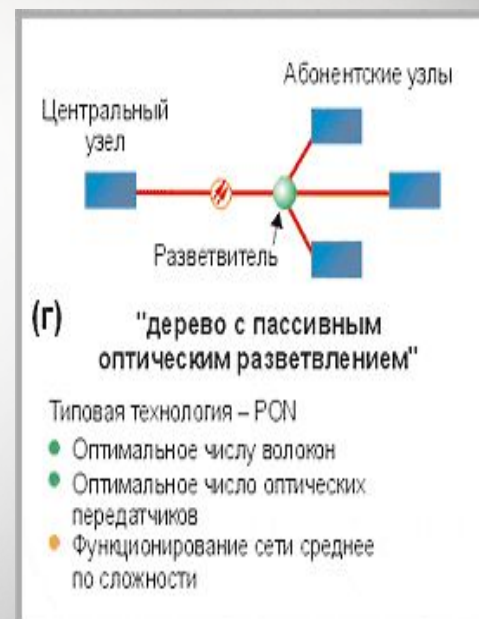 Абонентские узлы
Центральный
узел
Разветвитель
(г)
"дерево с пассивным
оптическим разветвлением"
Типовая технология – PON
Оптимальное числу волокон
Оптимальное число оптических
передатчиков
Функционирование сети среднее
по сложности